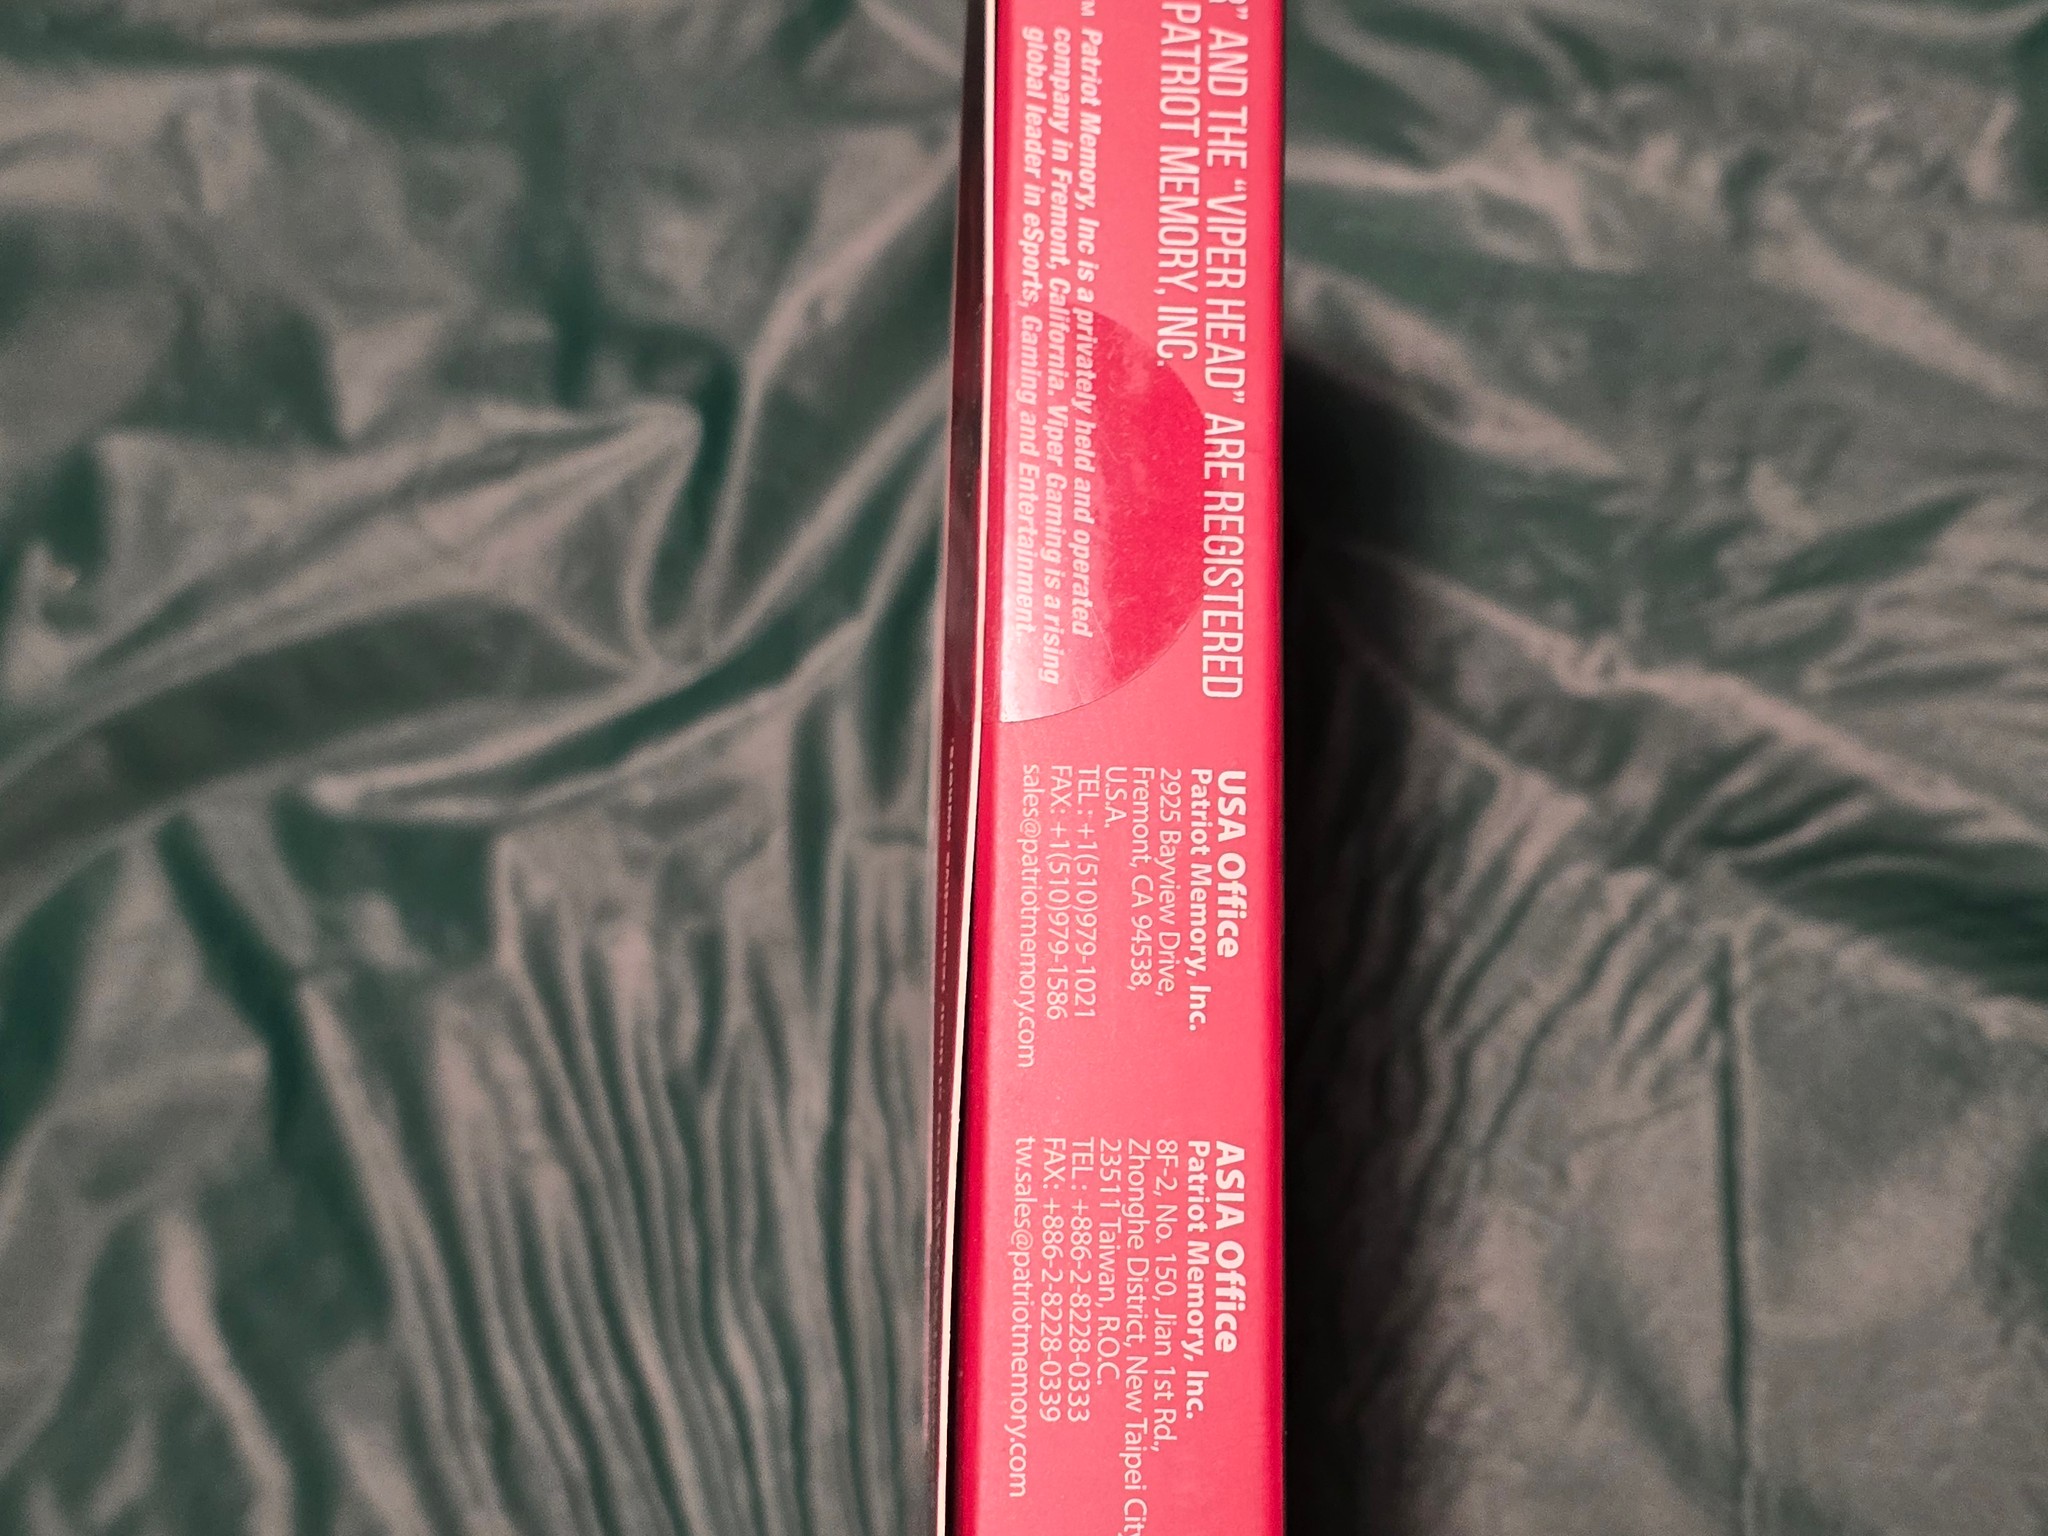 " AND THE "VIPER HEAD" ARE REGISTERED
PATRIOT MEMORY, INC.
™ Patriot Memory, Inc is a privately held and operated
company in Fremont, California. Viper Gaming is a rising
global leader in eSports, Gaming and Entertainment.
USA Office
Patriot Memory, Inc.
2925 Bayview Drive,
Fremont, CA 94538,
U.S.A.
TEL : +1(510)979-1021
FAX: +1(510)979-1586
sales@patriotmemory.com
ASIA Office
Patriot Memory, Inc.
8F-2, No. 150, Jian 1st Rd.,
Zhonghe District, New Taipei City
23511 Taiwan, R.O.C.
TEL : +886-2-8228-0333
FAX: +886-2-8228-0339
tw.sales@patriotmemory.com